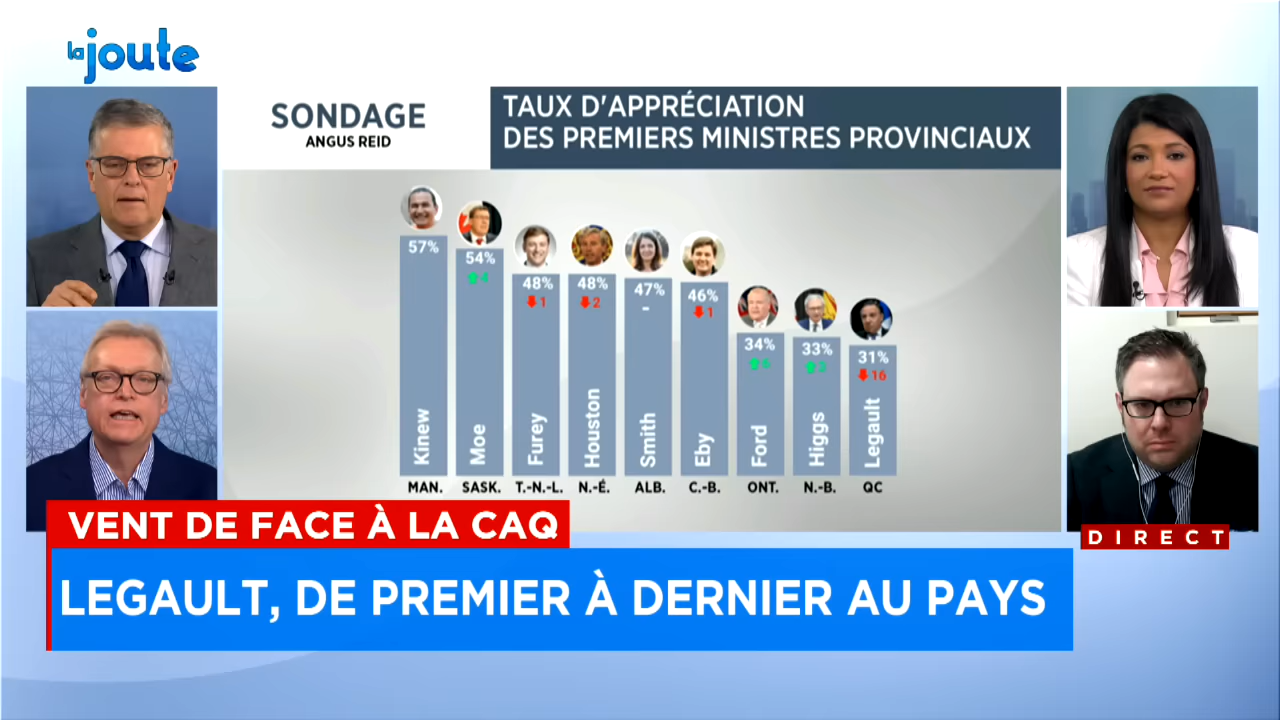 la joute
SONDAGE
ANGUS REID
TAUX D'APPRÉCIATION
DES PREMIERS MINISTRES PROVINCIAUX
57%
54%
4
48%
1
48%
2
47%
-
46%
1
34%
6
33%
2
31%
16
Kinew
Moe
Furey
Houston
Smith
Eby
Ford
Higgs
Legault
MAN.
SASK.
T.-N.-L.
N.-É.
ALB.
C.-B.
ONT.
N.-B.
QC
VENT DE FACE À LA CAQ
DIRECT
LEGAULT, DE PREMIER À DERNIER AU PAYS